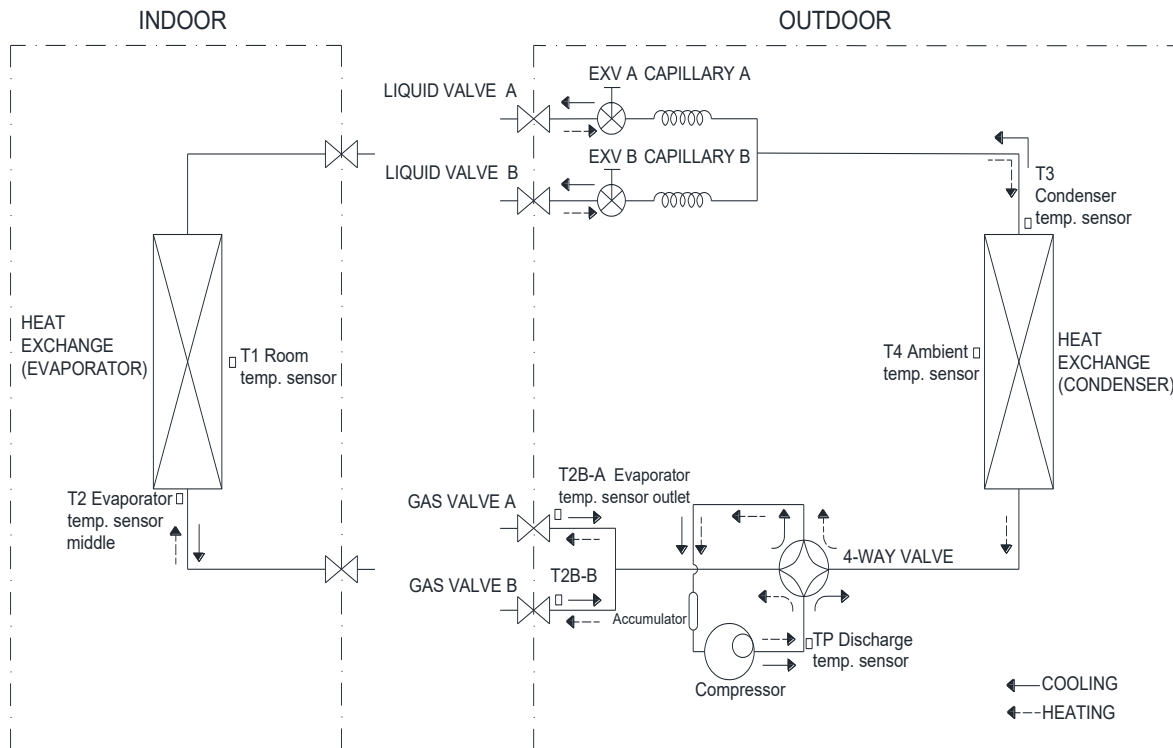 INDOOR
OUTDOOR
LIQUID VALVE A
EXV A CAPILLARY A
LIQUID VALVE B
EXV B CAPILLARY B
T3
Condenser
temp. sensor
HEAT
EXCHANGE
(EVAPORATOR)
T1 Room
temp. sensor
T4 Ambient
temp. sensor
HEAT
EXCHANGE
(CONDENSER)
T2 Evaporator
temp. sensor
middle
GAS VALVE A
T2B-A Evaporator
temp. sensor outlet
4-WAY VALVE
GAS VALVE B
T2B-B
Accumulator
TP Discharge
temp. sensor
Compressor
COOLING
HEATING